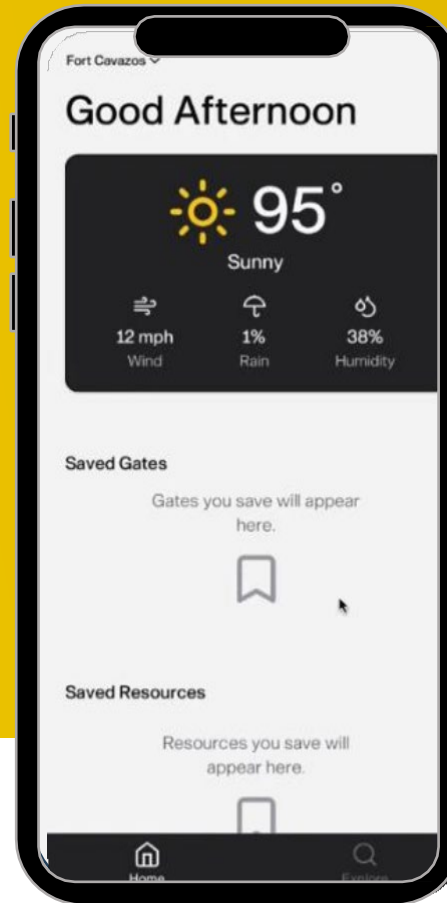 Fort Cavazos
Good Afternoon
95°
Sunny
12 mph 1% 38%
Wind Rain Humidity
Saved Gates
Gates you save will appear
here.
Saved Resources
Resources you save will
appear here.
Home Explore